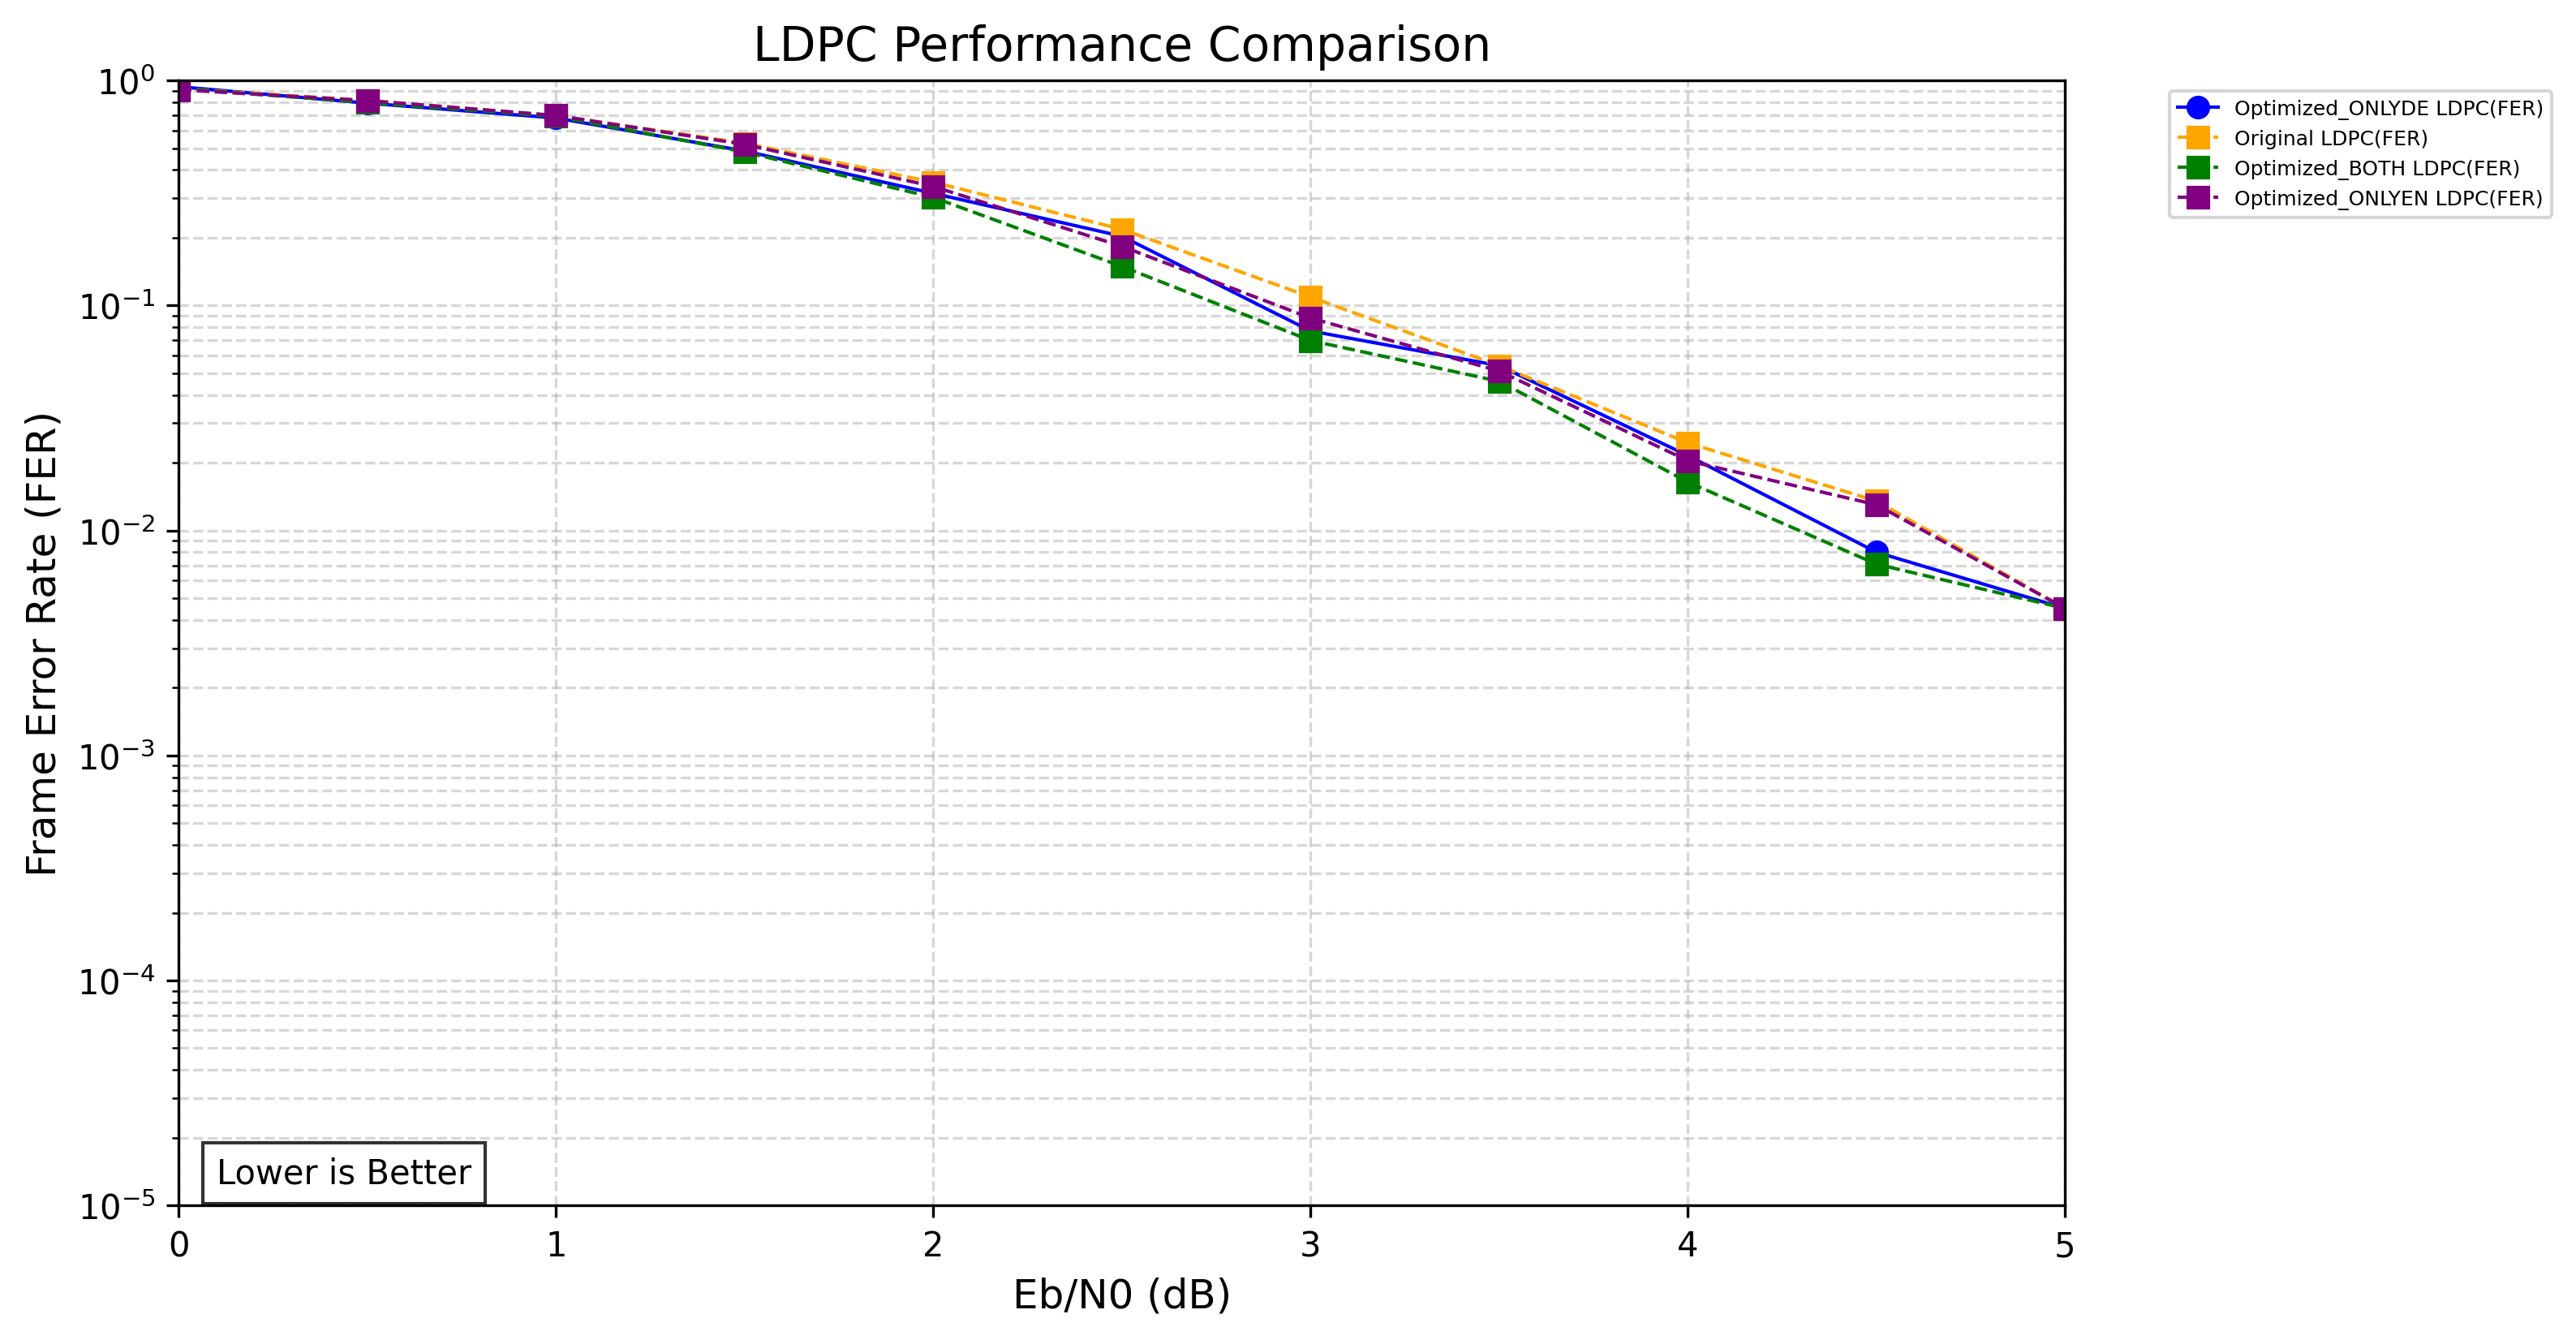 LDPC Performance Comparison
10⁰
10⁻¹
10⁻²
10⁻³
10⁻⁴
10⁻⁵
Frame Error Rate (FER)
Optimized_ONLYDE LDPC(FER)
Original LDPC(FER)
Optimized_BOTH LDPC(FER)
Optimized_ONLYEN LDPC(FER)
Lower is Better
0 1 2 3 4 5
Eb/N0 (dB)